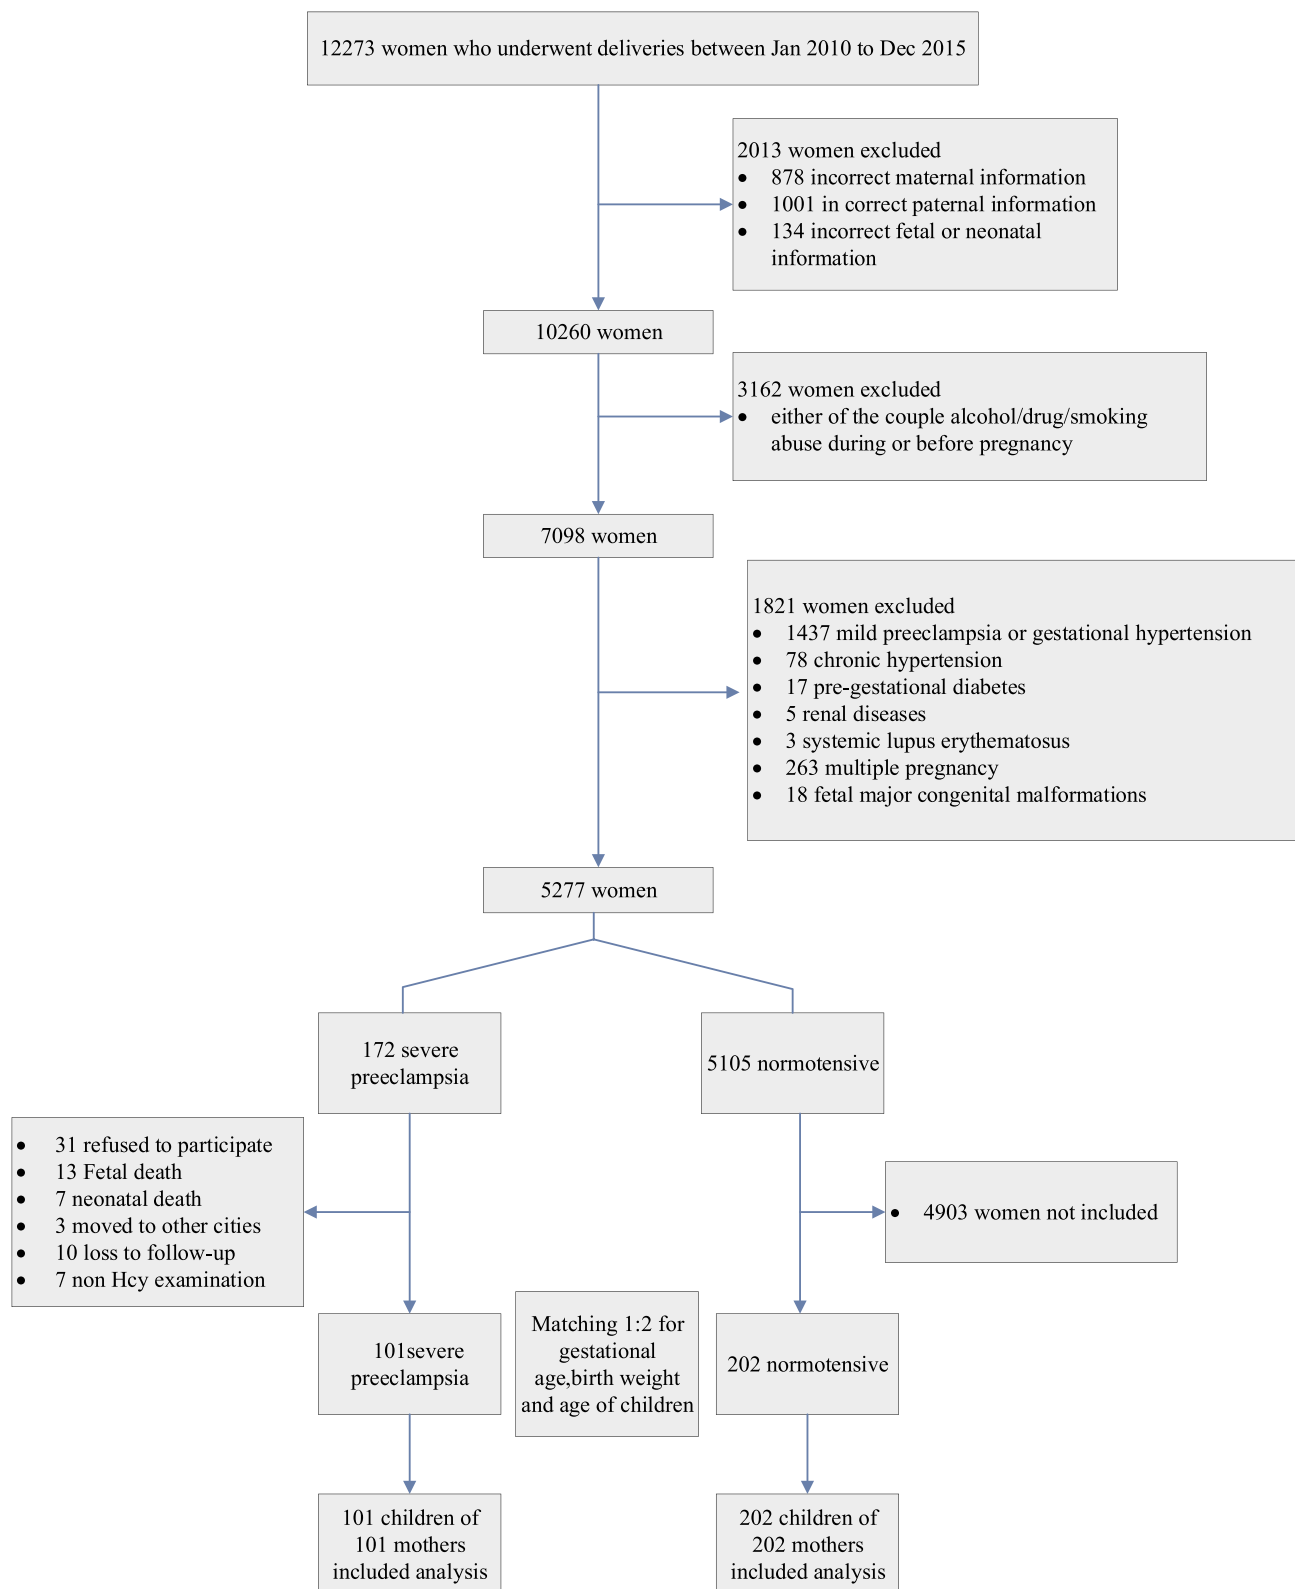 12273 women who underwent deliveries between Jan 2010 to Dec 2015
2013 women excluded
• 878 incorrect maternal information
• 1001 in correct paternal information
• 134 incorrect fetal or neonatal
information
10260 women
3162 women excluded
• either of the couple alcohol/drug/smoking
abuse during or before pregnancy
7098 women
1821 women excluded
• 1437 mild preeclampsia or gestational hypertension
• 78 chronic hypertension
• 17 pre-gestational diabetes
• 5 renal diseases
• 3 systemic lupus erythematosus
• 263 multiple pregnancy
• 18 fetal major congenital malformations
5277 women
172 severe
preeclampsia
5105 normotensive
• 31 refused to participate
• 13 Fetal death
• 7 neonatal death
• 3 moved to other cities
• 10 loss to follow-up
• 7 non Hcy examination
• 4903 women not included
101severe
preeclampsia
Matching 1:2 for
gestational
age,birth weight
and age of children
202 normotensive
101 children of
101 mothers
included analysis
202 children of
202 mothers
included analysis